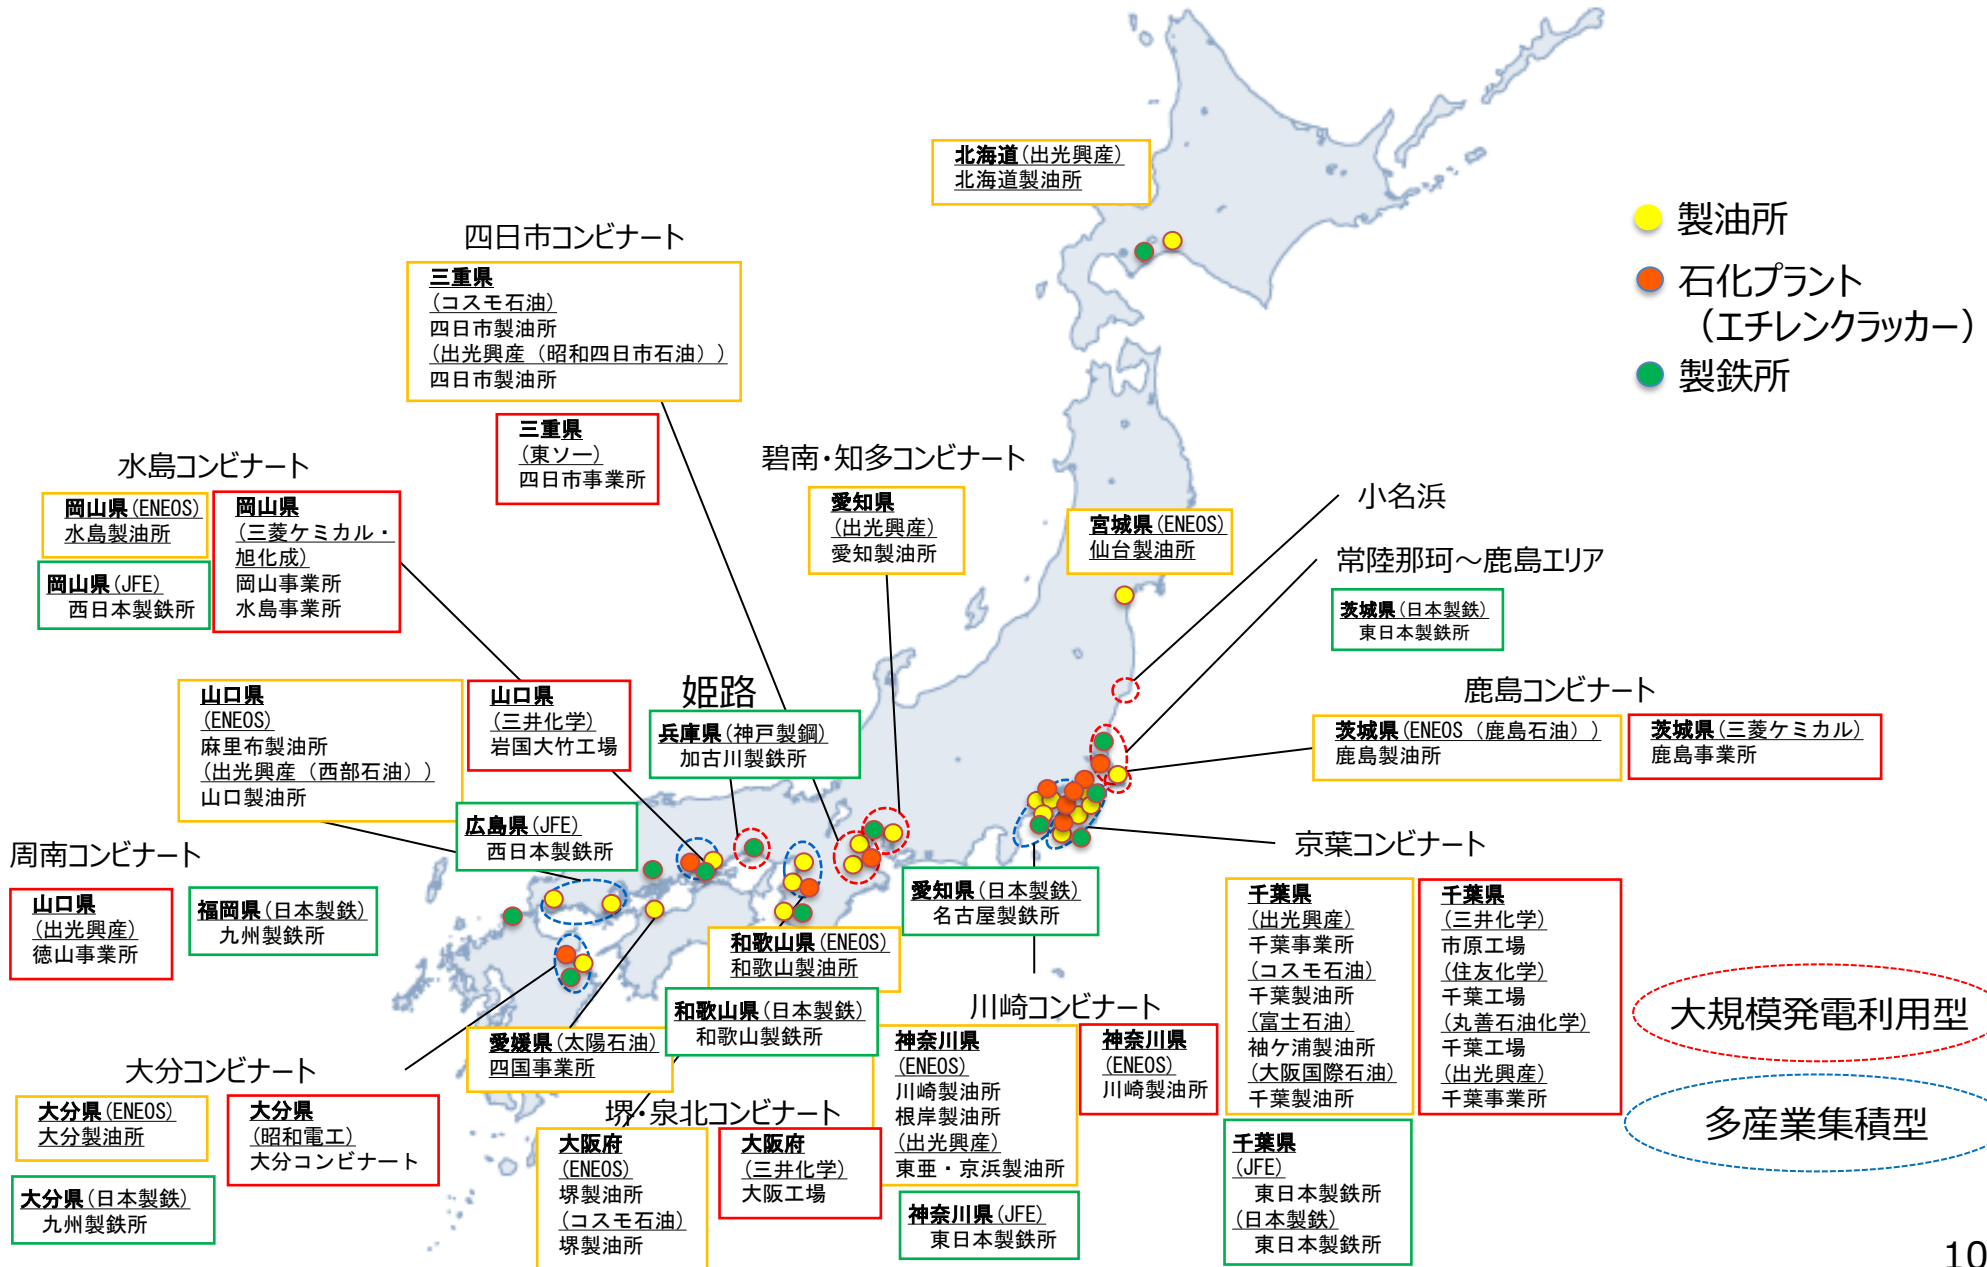 北海道(出光興産)
北海道製油所
製油所
石化プラント
（エチレンクラッカー）
製鉄所
四日市コンビナート
三重県
(コスモ石油)
四日市製油所
(出光興産（昭和四日市石油）)
四日市製油所
三重県
(東ソー)
四日市事業所
水島コンビナート
岡山県(ENEOS)
水島製油所
岡山県
(三菱ケミカル・
旭化成)
岡山事業所
水島事業所
岡山県(JFE)
西日本製鉄所
碧南・知多コンビナート
愛知県
(出光興産)
愛知製油所
宮城県(ENEOS)
仙台製油所
小名浜
常陸那珂～鹿島エリア
茨城県(日本製鉄)
東日本製鉄所
山口県
(ENEOS)
麻里布製油所
(出光興産（西部石油）)
山口製油所
山口県
(三井化学)
岩国大竹工場
姫路
兵庫県(神戸製鋼)
加古川製鉄所
鹿島コンビナート
茨城県(ENEOS（鹿島石油）)
鹿島製油所
茨城県(三菱ケミカル)
鹿島事業所
広島県(JFE)
西日本製鉄所
周南コンビナート
山口県
(出光興産)
徳山事業所
福岡県(日本製鉄)
九州製鉄所
京葉コンビナート
愛知県(日本製鉄)
名古屋製鉄所
千葉県
(出光興産)
千葉事業所
(コスモ石油)
千葉製油所
(富士石油)
袖ケ浦製油所
(大阪国際石油)
千葉製油所
千葉県
(三井化学)
市原工場
(住友化学)
千葉工場
(丸善石油化学)
千葉工場
(出光興産)
千葉事業所
和歌山県(ENEOS)
和歌山製油所
和歌山県(日本製鉄)
和歌山製鉄所
川崎コンビナート
神奈川県
(ENEOS)
川崎製油所
根岸製油所
(出光興産)
東亜・京浜製油所
神奈川県
(ENEOS)
川崎製油所
愛媛県(太陽石油)
四国事業所
大分コンビナート
大分県(ENEOS)
大分製油所
大分県
(昭和電工)
大分コンビナート
大分県(日本製鉄)
九州製鉄所
堺・泉北コンビナート
大阪府
(ENEOS)
堺製油所
(コスモ石油)
堺製油所
大阪府
(三井化学)
大阪工場
神奈川県(JFE)
東日本製鉄所
千葉県
(JFE)
東日本製鉄所
(日本製鉄)
東日本製鉄所
大規模発電利用型
多産業集積型
10